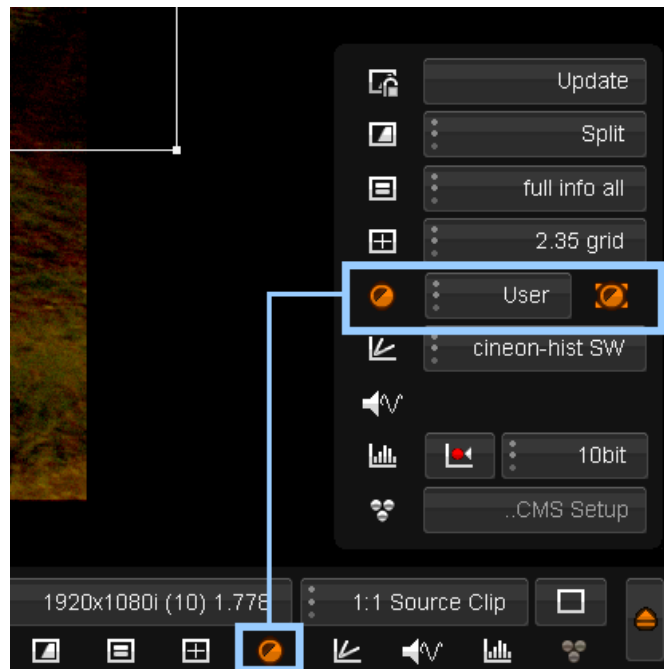 Update
Split
full info all
2.35 grid
User
cineon-hist SW
10bit
..CMS Setup
1920x1080i (10) 1.778 1:1 Source Clip